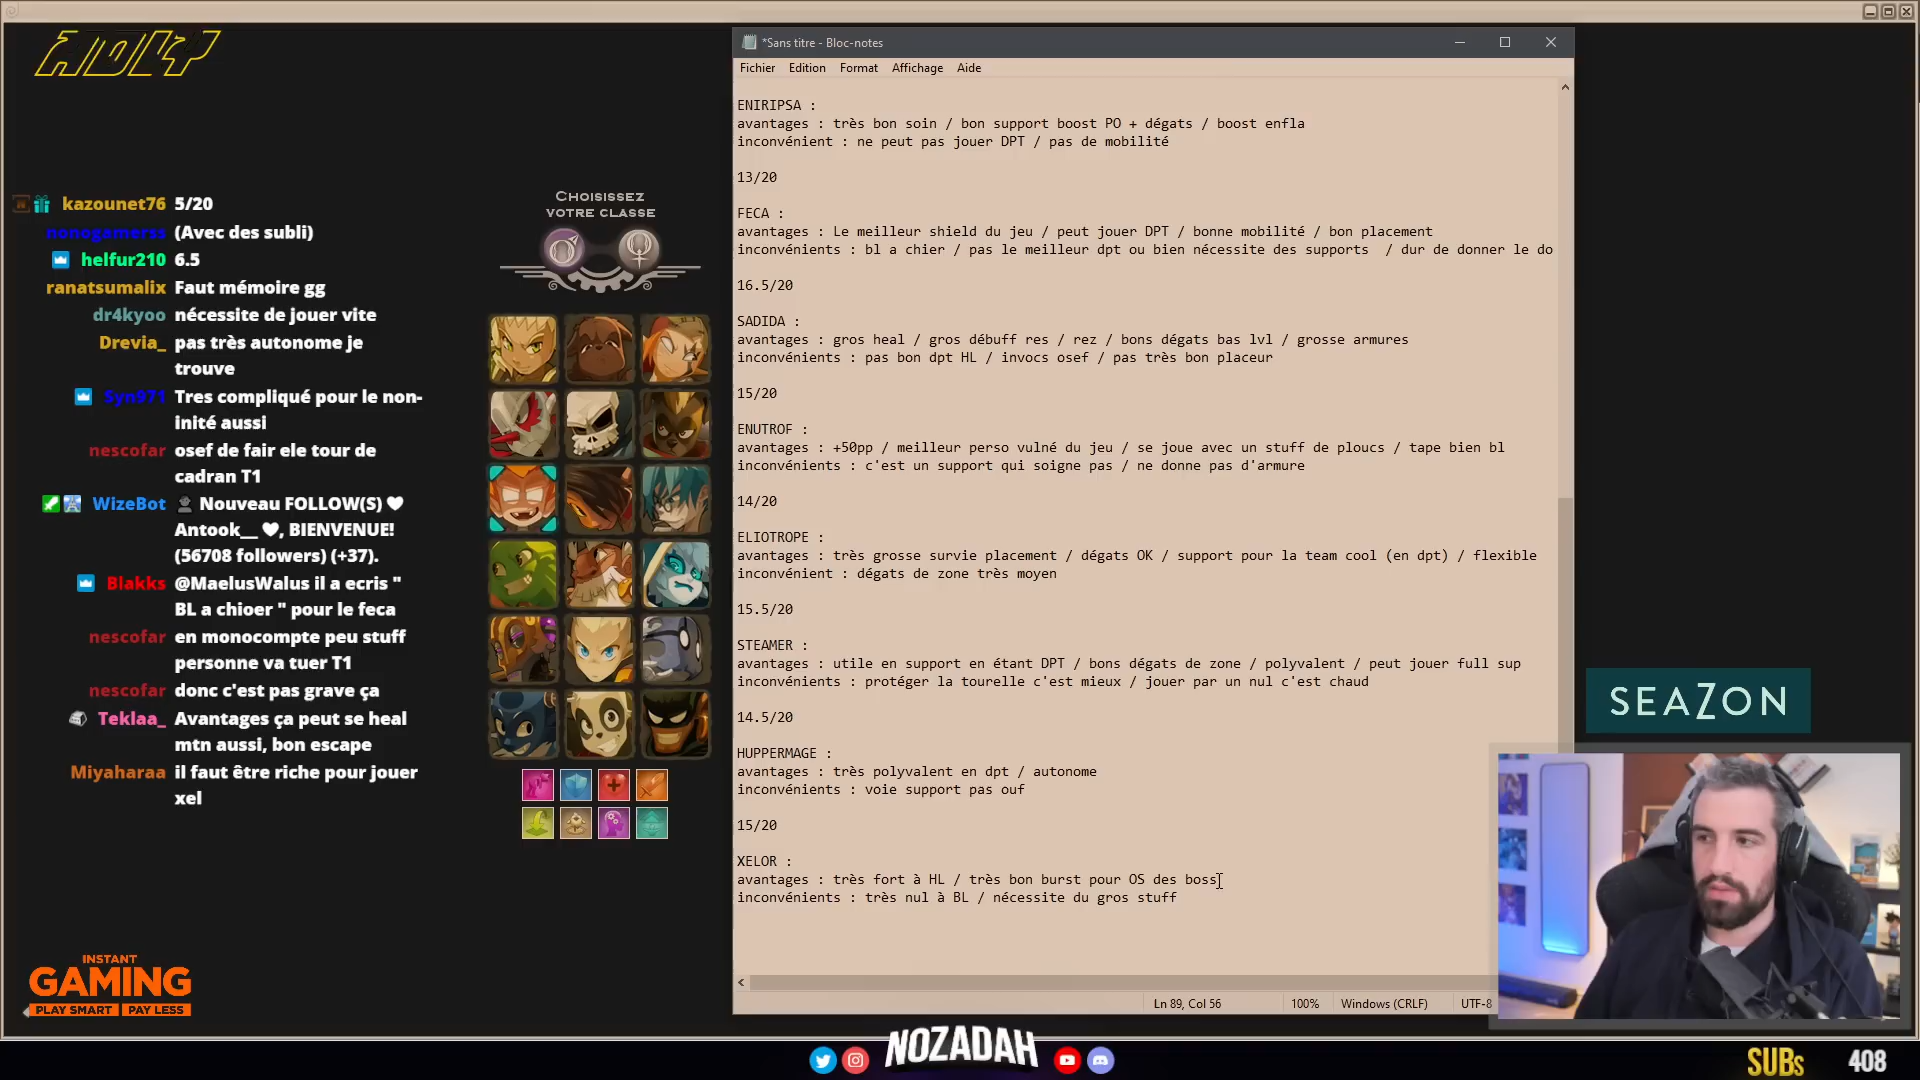 HOLY
*Sans titre - Bloc-notes
Fichier Edition Format Affichage Aide
ENIRIPSA :
avantages : très bon soin / bon support boost PO + dégats / boost enfla
inconvénient : ne peut pas jouer DPT / pas de mobilité
13/20
FECA :
avantages : Le meilleur shield du jeu / peut jouer DPT / bonne mobilité / bon placement
inconvénients : bl a chier / pas le meilleur dpt ou bien nécessite des supports / dur de donner le do
16.5/20
SADIDA :
avantages : gros heal / gros débuff res / rez / bons dégats bas lvl / grosse armures
inconvénients : pas bon dpt HL / invocs osef / pas très bon placeur
15/20
ENUTROF :
avantages : +50pp / meilleur perso vulné du jeu / se joue avec un stuff de ploucs / tape bien bl
inconvénients : c'est un support qui soigne pas / ne donne pas d'armure
14/20
ELIOTROPE :
avantages : très grosse survie placement / dégats OK / support pour la team cool (en dpt) / flexible
inconvénient : dégats de zone très moyen
15.5/20
STEAMER :
avantages : utile en support en étant DPT / bons dégats de zone / polyvalent / peut jouer full sup
inconvénients : protéger la tourelle c'est mieux / jouer par un nul c'est chaud
14.5/20
HUPPERMAGE :
avantages : très polyvalent en dpt / autonome
inconvénients : voie support pas ouf
15/20
XELOR :
avantages : très fort à HL / très bon burst pour OS des boss
inconvénients : très nul à BL / nécessite du gros stuff
Ln 89, Col 56 100% Windows (CRLF) UTF-8
kazounet76 5/20
nonogamerss (Avec des subli)
helfur210 6.5
ranatsumalix Faut mémoire gg
dr4kyoo nécessite de jouer vite
Drevia_ pas très autonome je
trouve
Syn971 Tres compliqué pour le non-
inité aussi
nescofar osef de fair ele tour de
cadran T1
WizeBot Nouveau FOLLOW(S)
Antook__ , BIENVENUE!
(56708 followers) (+37).
Blakks @MaelusWalus il a ecris "
BL a chioer " pour le feca
nescofar en monocompte peu stuff
personne va tuer T1
nescofar donc c'est pas grave ça
Teklaa_ Avantages ça peut se heal
mtn aussi, bon escape
Miyaharaa il faut être riche pour jouer
xel
CHOISISSEZ
VOTRE CLASSE
SEAZON
INSTANT
GAMING
PLAY SMART PAY LESS
NOZADAH
SUBs 408